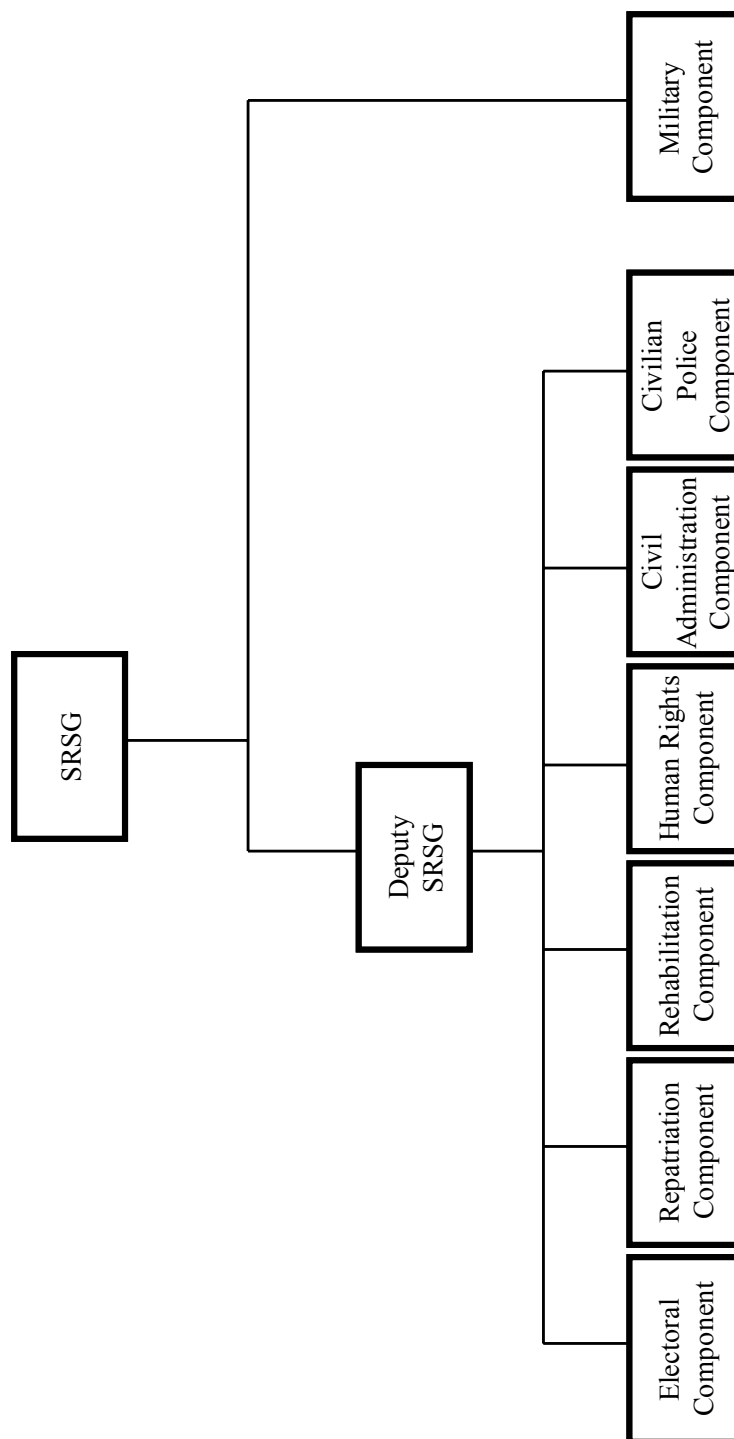 SRSG
Deputy
SRSG
Electoral
Component
Repatriation
Component
Rehabilitation
Component
Human Rights
Component
Civil
Administration
Component
Civilian
Police
Component
Military
Component